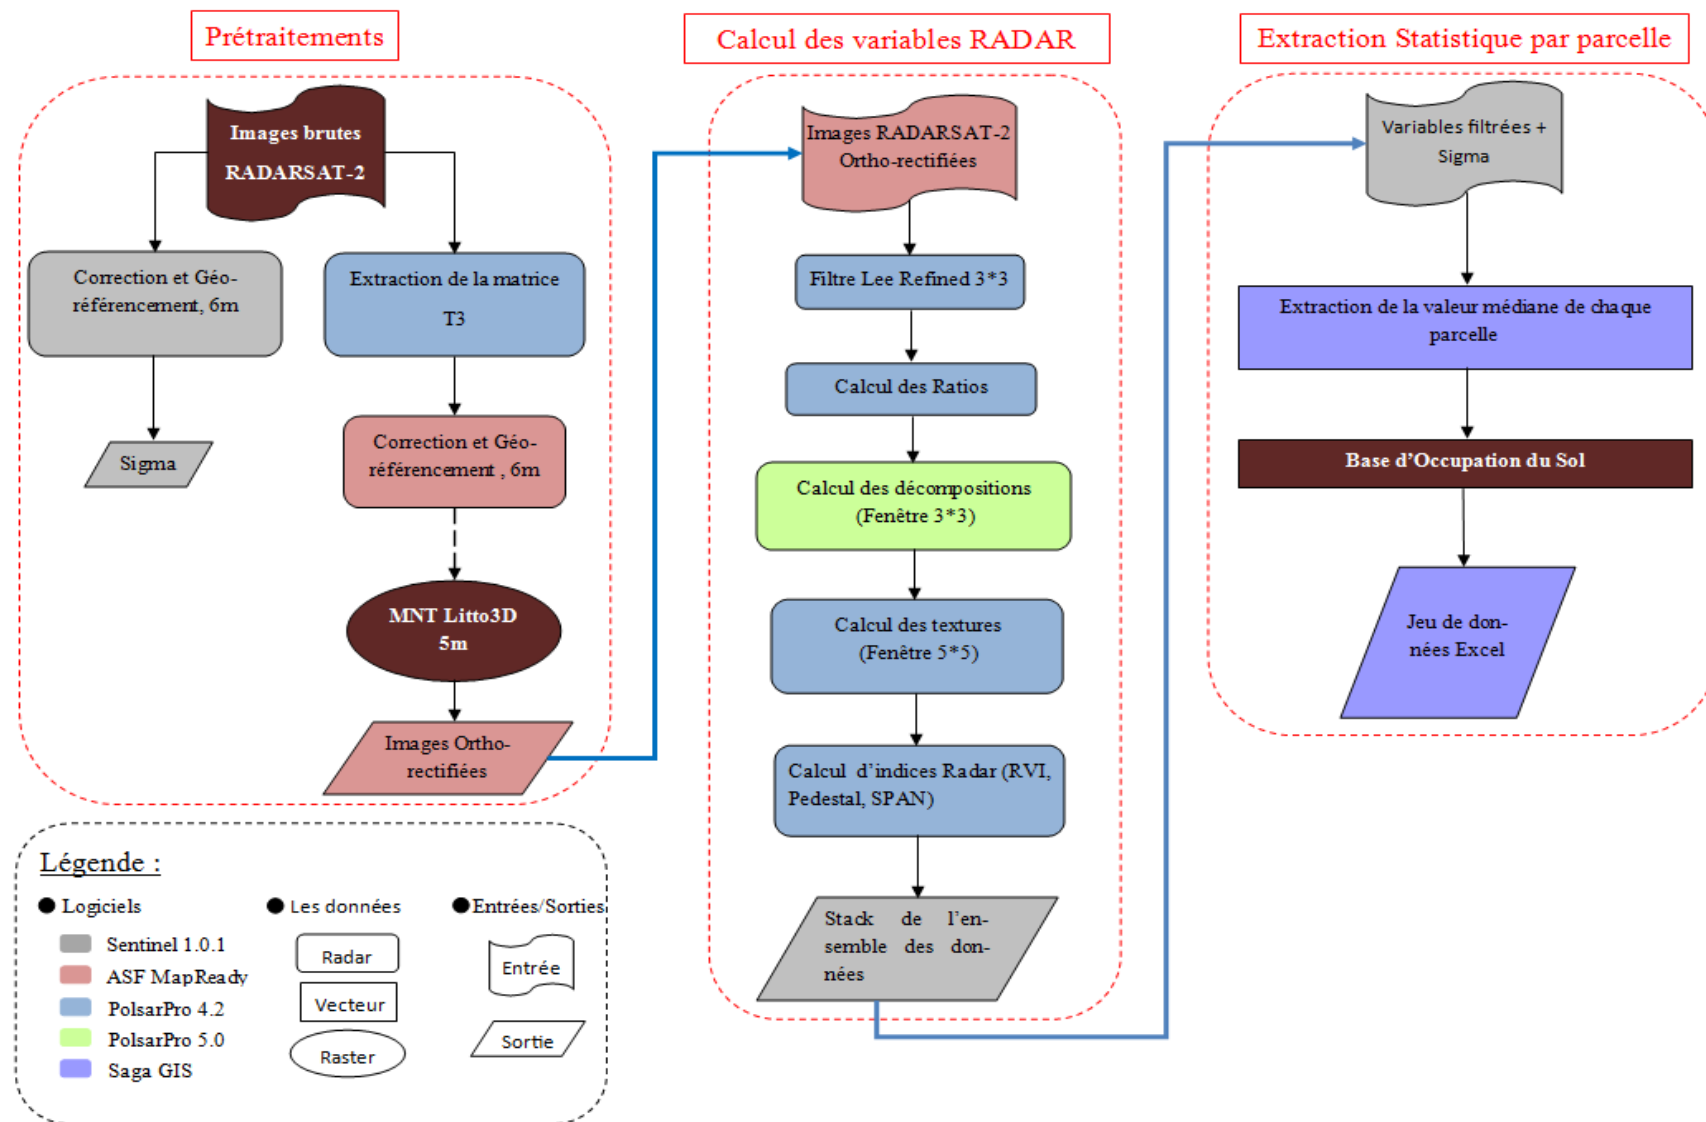 Prétraitements
Images brutes
RADARSAT-2
Correction et Géo-
référencement, 6m
Sigma
Extraction de la matrice
T3
Correction et Géo-
référencement , 6m
MNT Litto3D
5m
Images Ortho-
rectifiées
Calcul des variables RADAR
Images RADARSAT-2
Ortho-rectifiées
Filtre Lee Refined 3*3
Calcul des Ratios
Calcul des décompositions
(Fenêtre 3*3)
Calcul des textures
(Fenêtre 5*5)
Calcul d'indices Radar (RVI,
Pedestal, SPAN)
Stack de l'en-
semble des don-
nées
Extraction Statistique par parcelle
Variables filtrées +
Sigma
Extraction de la valeur médiane de chaque
parcelle
Base d'Occupation du Sol
Jeu de don-
nées Excel
Légende :
Logiciels
Sentinel 1.0.1
ASF MapReady
PolsarPro 4.2
PolsarPro 5.0
Saga GIS
Les données
Radar
Vecteur
Raster
Entrées/Sorties
Entrée
Sortie